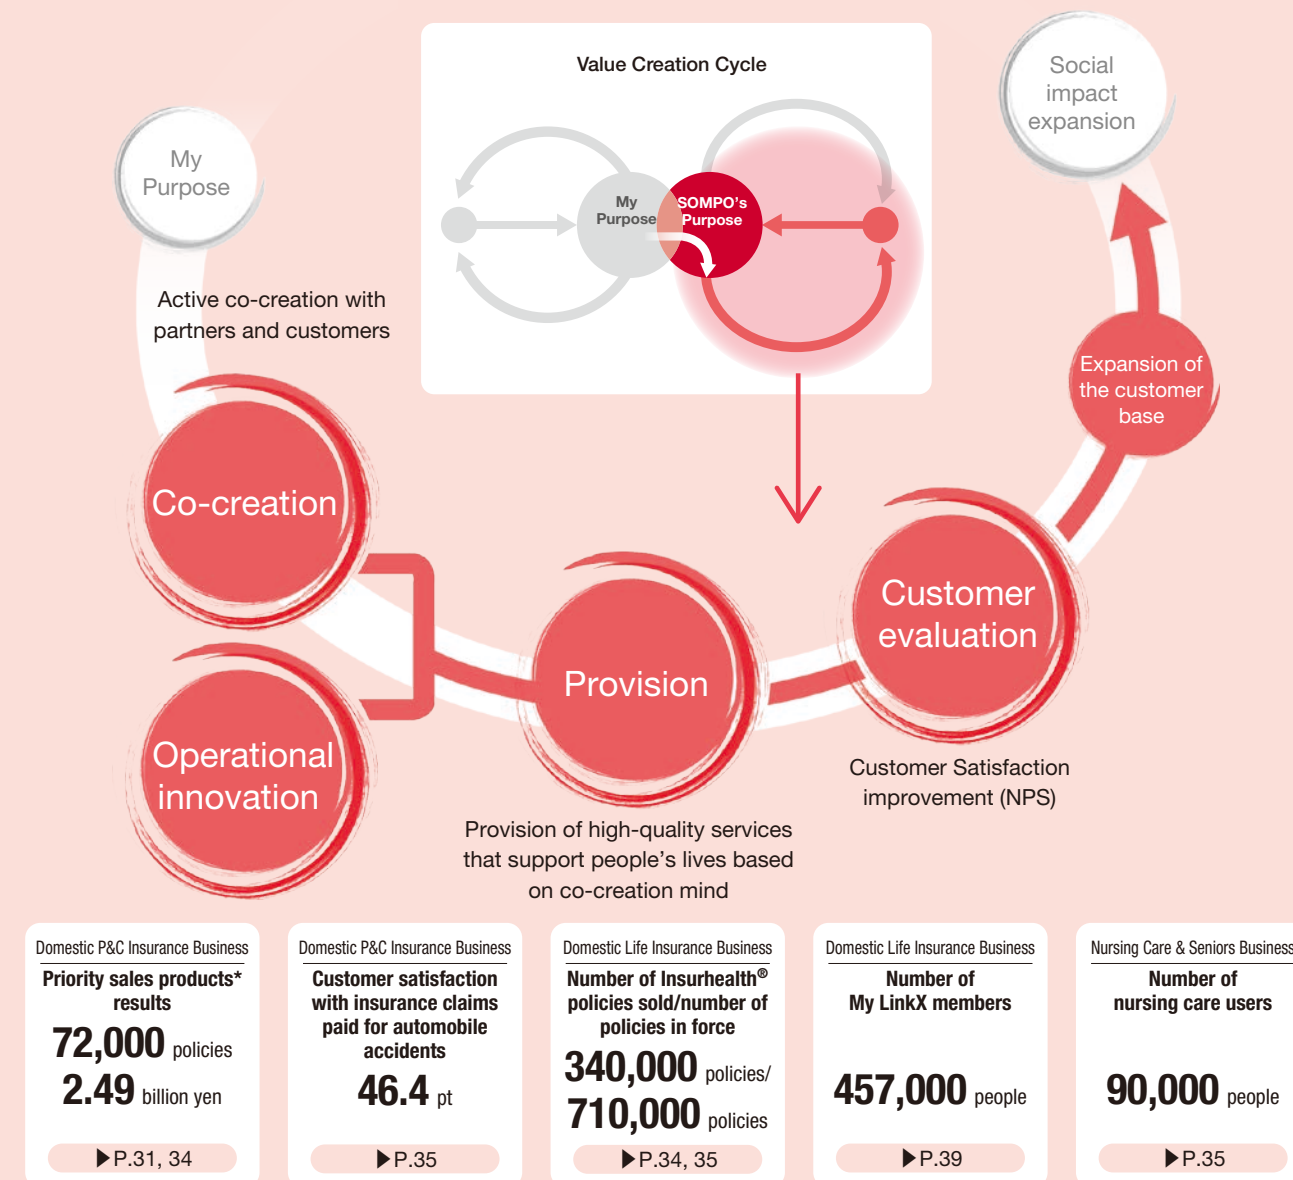 Value Creation Cycle
My
Purpose
SOMPO's
Purpose
My
Purpose
Social
impact
expansion
Active co-creation with
partners and customers
Expansion of
the customer
base
Co-creation
Operational
innovation
Provision
Customer
evaluation
Customer Satisfaction
improvement (NPS)
Provision of high-quality services
that support people’s lives based
on co-creation mind
Domestic P&C Insurance Business
Priority sales products*
results
72,000 policies
2.49 billion yen
▶P.31, 34
Domestic P&C Insurance Business
Customer satisfaction
with insurance claims
paid for automobile
accidents
46.4 pt
▶P.35
Domestic Life Insurance Business
Number of Insurhealth®
policies sold/number of
policies in force
340,000 policies/
710,000 policies
▶P.34, 35
Domestic Life Insurance Business
Number of
My LinkX members
457,000 people
▶P.39
Nursing Care & Seniors Business
Number of
nursing care users
90,000 people
▶P.35